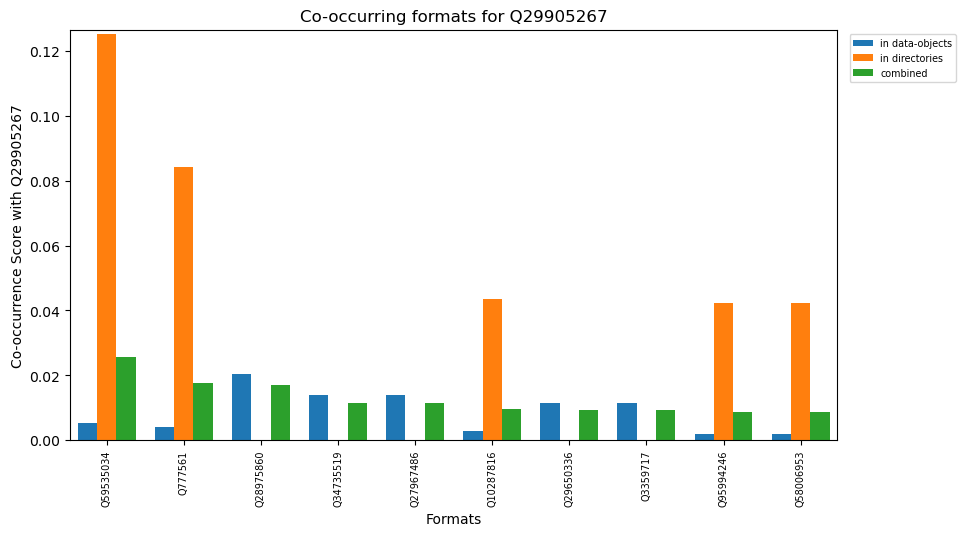 Co-occurring formats for Q29905267
in data-objects
in directories
combined
Co-occurrence Score with Q29905267
0.12
0.10
0.08
0.06
0.04
0.02
0.00
Q59535034
Q777561
Q28975860
Q34735519
Q27967486
Q10287816
Q29650336
Q3359717
Q95994246
Q58006953
Formats